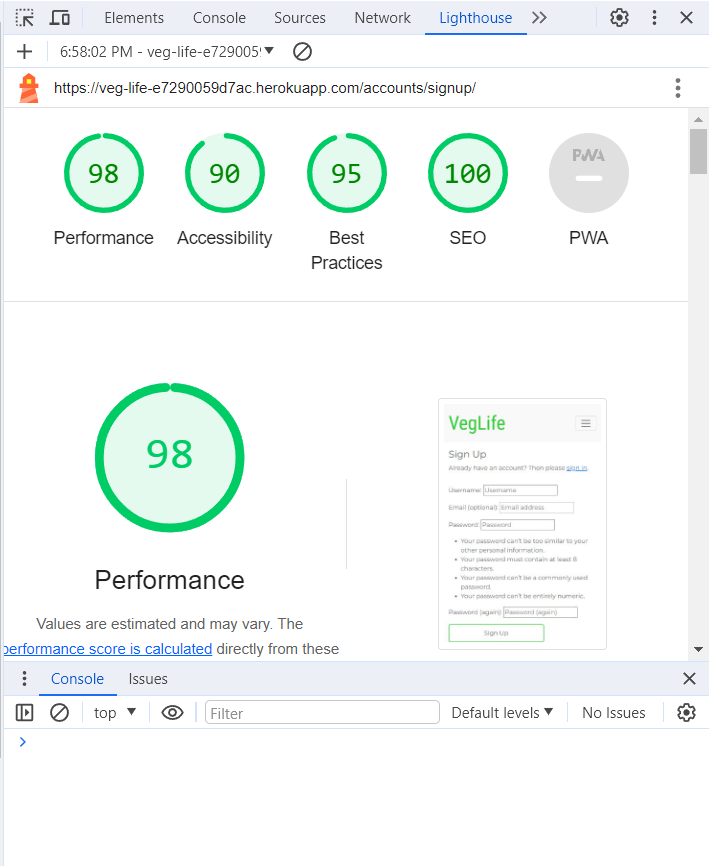 Elements Console Sources Network Lighthouse
6:58:02 PM - veg-life-e7290059
https://veg-life-e7290059d7ac.herokuapp.com/accounts/signup/
98 90 95 100 PWA
Performance Accessibility Best Practices SEO PWA
98
Performance
Values are estimated and may vary. The
performance score is calculated directly from these
VegLife
Sign Up
Already have an account? Then please sign in.
Username: Username
Email (optional): Email address
Password: Password
Your password can't be too similar to your
other personal information.
Your password must contain at least 8
characters.
Your password can't be a commonly used
password.
Your password can't be entirely numeric.
Password (again): Password (again)
Sign Up
Console Issues
top Filter Default levels No Issues